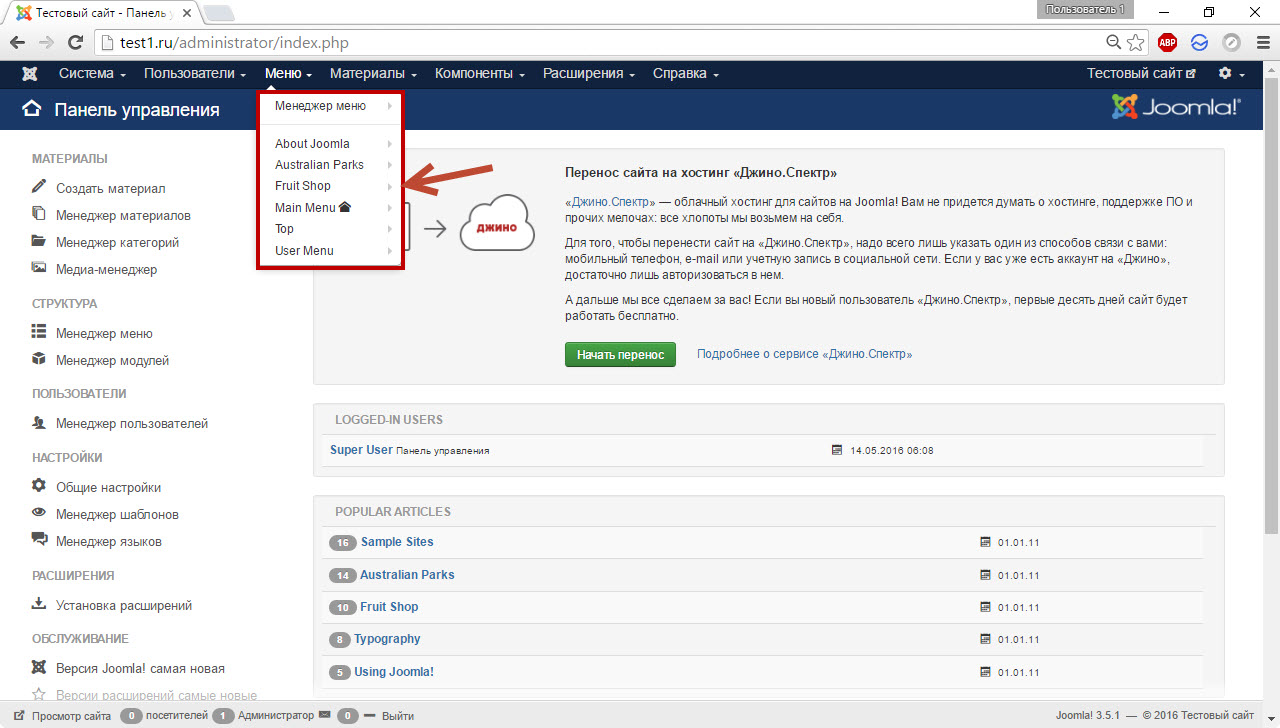 Тестовый сайт - Панель у
Пользователь 1
test1.ru/administrator/index.php
Система Пользователи Меню Материалы Компоненты Расширения Справка Тестовый сайт
Панель управления
Joomla!®
Менеджер меню
About Joomla
Australian Parks
Fruit Shop
Main Menu
Top
User Menu
МАТЕРИАЛЫ
Создать материал
Менеджер материалов
Менеджер категорий
Медиа-менеджер
СТРУКТУРА
Менеджер меню
Менеджер модулей
ПОЛЬЗОВАТЕЛИ
Менеджер пользователей
НАСТРОЙКИ
Общие настройки
Менеджер шаблонов
Менеджер языков
РАСШИРЕНИЯ
Установка расширений
ОБСЛУЖИВАНИЕ
Версия Joomla! самая новая
Версии расширений самые новые
джино
Перенос сайта на хостинг «Джино.Спектр»
«Джино.Спектр» — облачный хостинг для сайтов на Joomla! Вам не придется думать о хостинге, поддержке ПО и
прочих мелочах: все хлопоты мы возьмем на себя.
Для того, чтобы перенести сайт на «Джино.Спектр», надо всего лишь указать один из способов связи с вами:
мобильный телефон, e-mail или учетную запись в социальной сети. Если у вас уже есть аккаунт на «Джино»,
достаточно лишь авторизоваться в нем.
А дальше мы все сделаем за вас! Если вы новый пользователь «Джино.Спектр», первые десять дней сайт будет
работать бесплатно.
Начать перенос Подробнее о сервисе «Джино.Спектр»
LOGGED-IN USERS
Super User Панель управления 14.05.2016 06:08
POPULAR ARTICLES
16 Sample Sites 01.01.11
14 Australian Parks 01.01.11
10 Fruit Shop 01.01.11
8 Typography 01.01.11
5 Using Joomla! 01.01.11
Просмотр сайта 0 посетителей 1 Администратор 0 Выйти Joomla! 3.5.1 — © 2016 Тестовый сайт
ABP